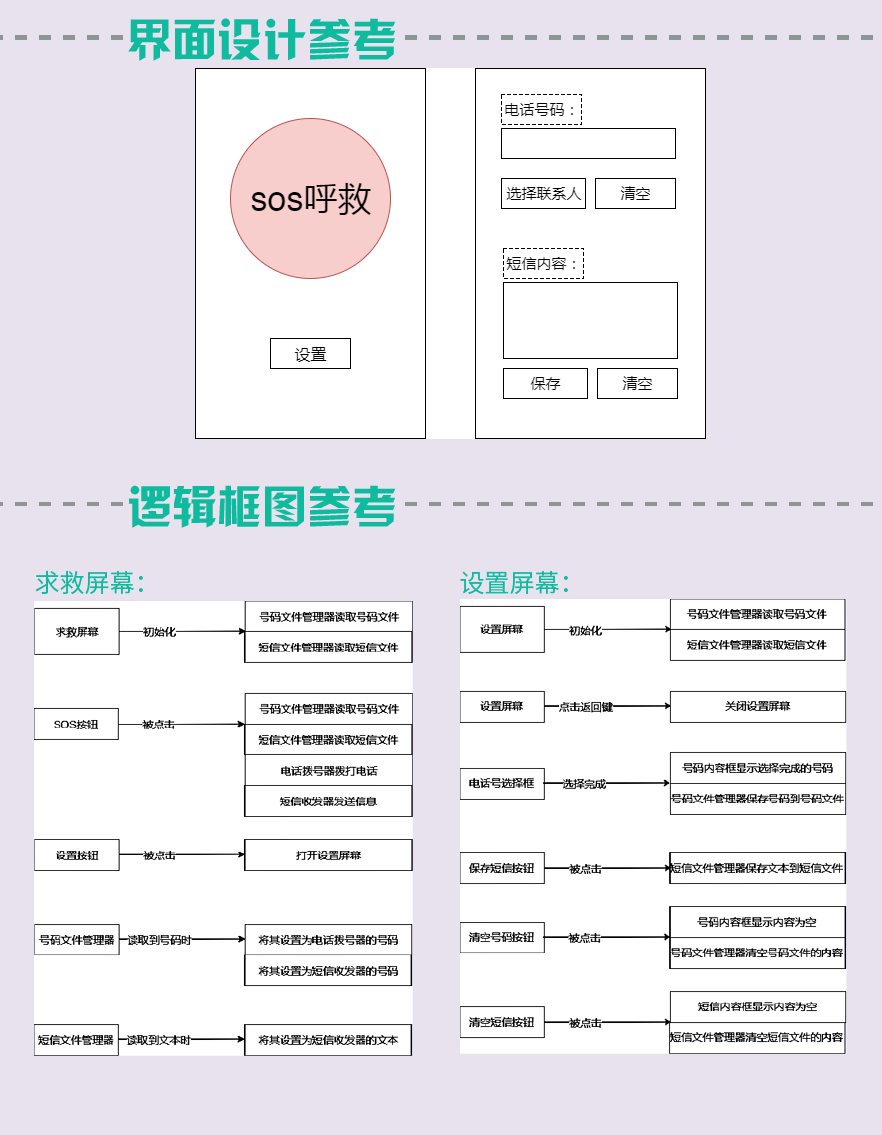 界面设计参考
sos呼救
设置
电话号码：
选择联系人
清空
短信内容：
保存
清空
逻辑框图参考
求救屏幕：
求救屏幕
初始化
号码文件管理器读取号码文件
短信文件管理器读取短信文件
SOS按钮
被点击
号码文件管理器读取号码文件
短信文件管理器读取短信文件
电话拨号器拨打电话
短信收发器发送信息
设置按钮
被点击
打开设置屏幕
号码文件管理器
读取到号码时
将其设置为电话拨号器的号码
将其设置为短信收发器的号码
短信文件管理器
读取到文本时
将其设置为短信收发器的文本
设置屏幕：
设置屏幕
初始化
号码文件管理器读取号码文件
短信文件管理器读取短信文件
设置屏幕
点击返回键
关闭设置屏幕
电话号选择框
选择完成
号码内容框显示选择完成的号码
号码文件管理器保存号码到号码文件
保存短信按钮
被点击
短信文件管理器保存文本到短信文件
清空号码按钮
被点击
号码内容框显示内容为空
号码文件管理器清空号码文件的内容
清空短信按钮
被点击
短信内容框显示内容为空
短信文件管理器清空短信文件的内容